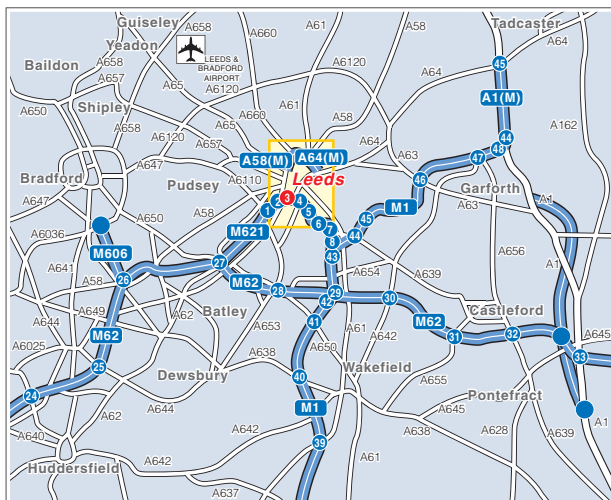 Guiseley
A658
A660
A58
Tadcaster
Yeadon
A61
A64
Baildon
A658
LEEDS &
BRADFORD
AIRPORT
A6120
45
A657
A65
A64
A650
A6120
A1(M)
Shipley
A660
A58
A162
A658
A65
44
A6120
A64
48
A647
A58(M)
A64(M)
A63
47
Bradford
Pudsey
A6110
Leeds
46
Garforth
A647
2
3
4
A63
A1
1
5
45
M1
A650
A58
6
7
44
A6036
M621
8
M606
43
A656
A1
A641
27
A654
A639
A58
26
M62
28
29
30
A649
A62
42
Castleford
A644
Batley
A653
41
A61
M62
32
A645
M62
A642
31
33
A6025
A638
A650
25
Wakefield
Dewsbury
A655
24
40
Pontefract
A644
M1
A645
A62
A628
A640
A642
A638
A639
A1
39
A642
A61
Huddersfield
A642
A637